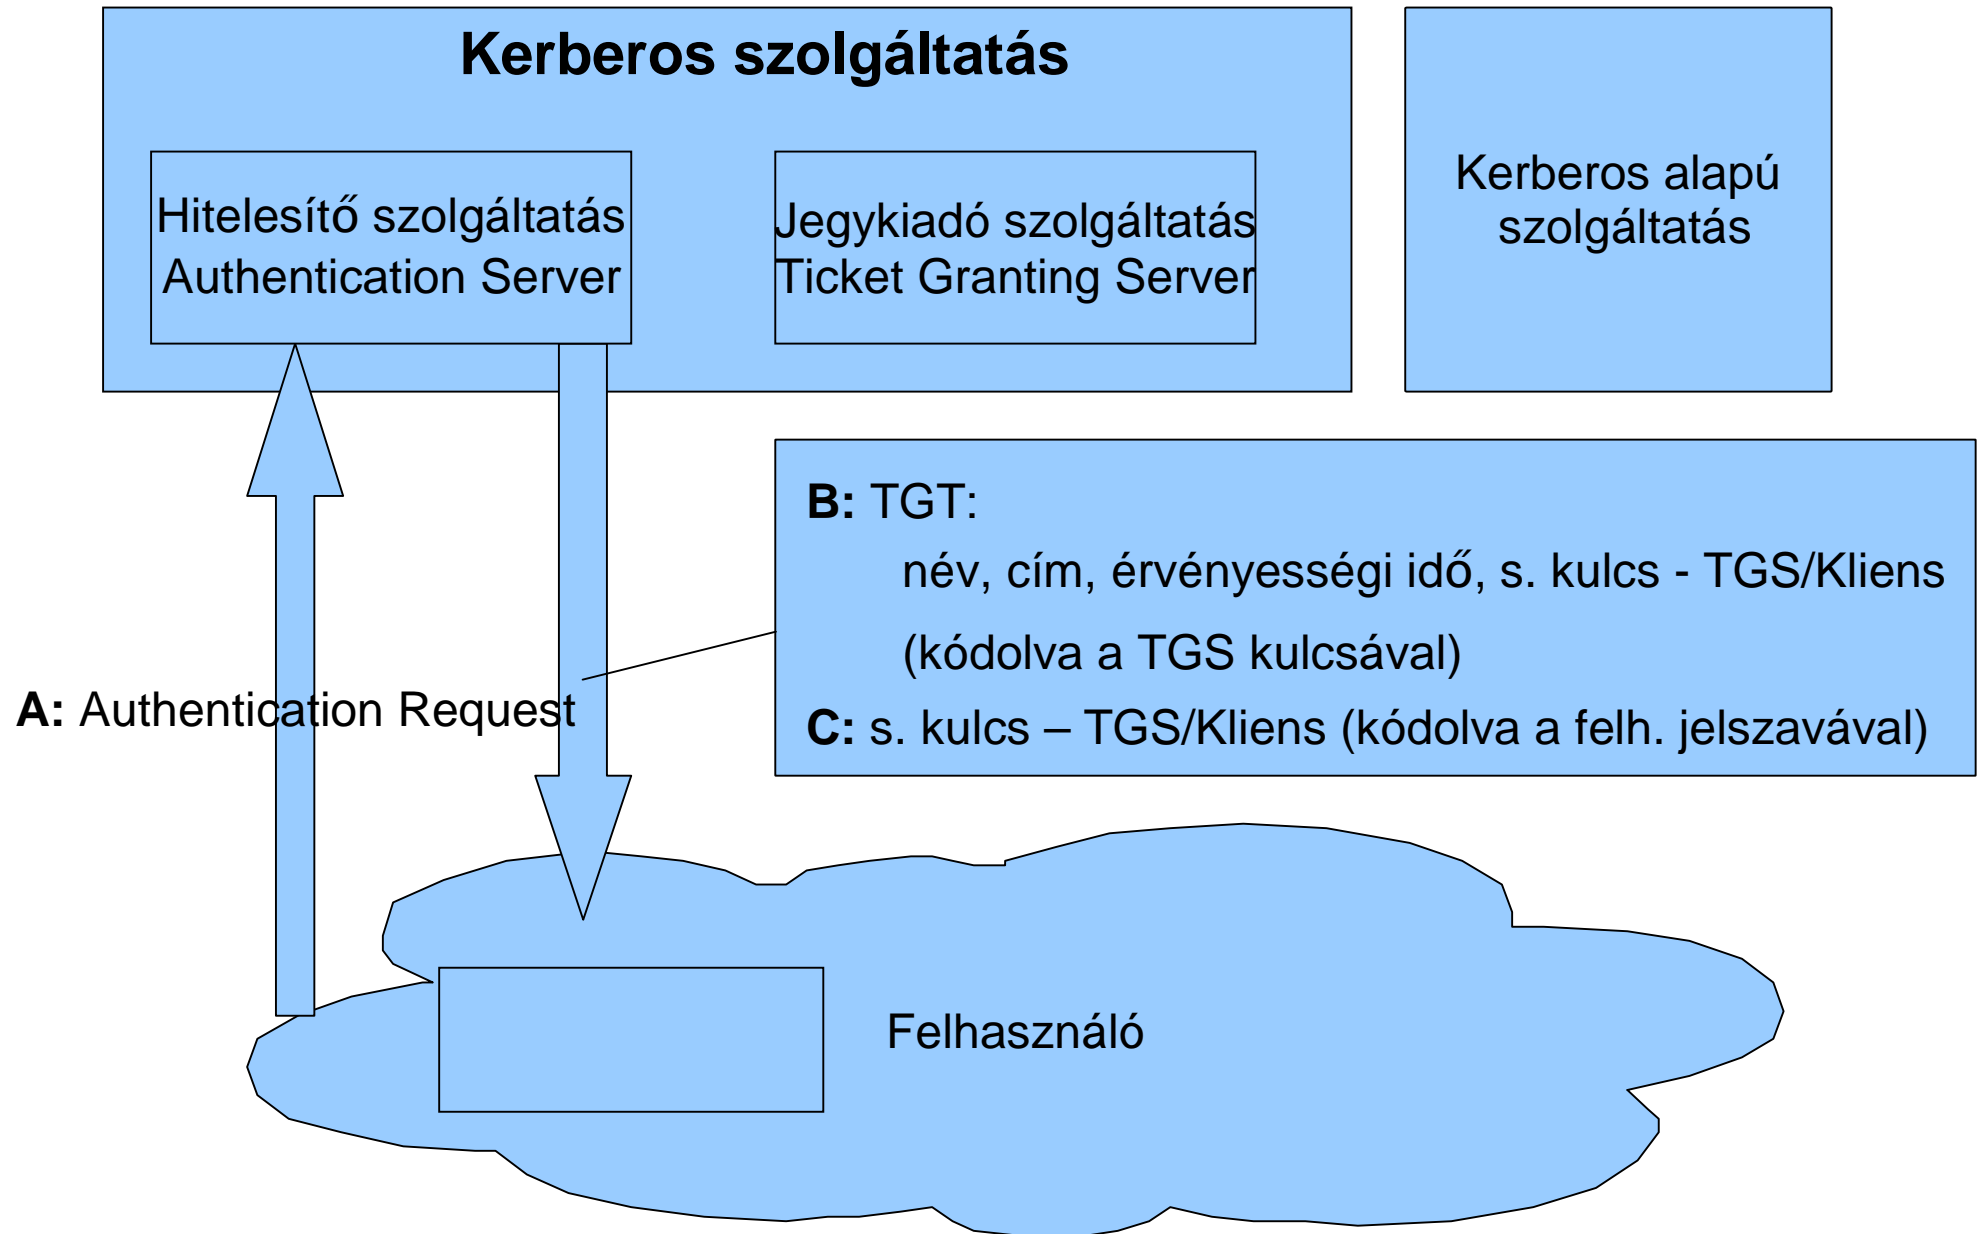 Kerberos szolgáltatás
Hitelesítő szolgáltatás
Authentication Server
Jegykiadó szolgáltatás
Ticket Granting Server
Kerberos alapú
szolgáltatás
B: TGT:
név, cím, érvényességi idő, s. kulcs - TGS/Kliens
(kódolva a TGS kulcsával)
C: s. kulcs – TGS/Kliens (kódolva a felh. jelszavával)
A: Authentication Request
Felhasználó